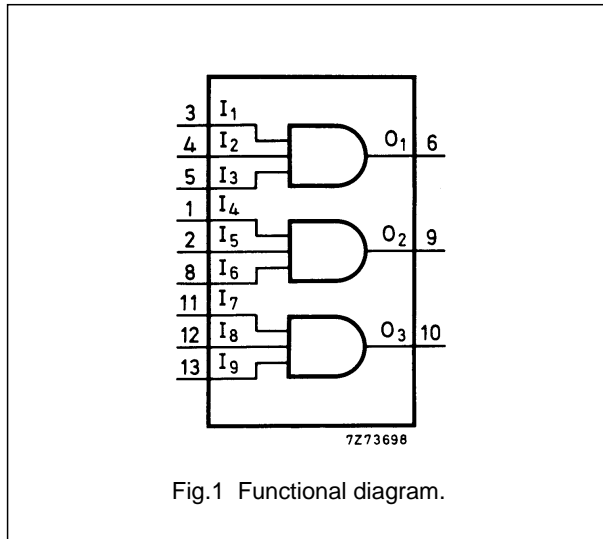 3 I1
4 I2 O1 6
5 I3
1 I4
2 I5 O2 9
8 I6
11 I7
12 I8 O3 10
13 I9
7Z73698
Fig.1 Functional diagram.